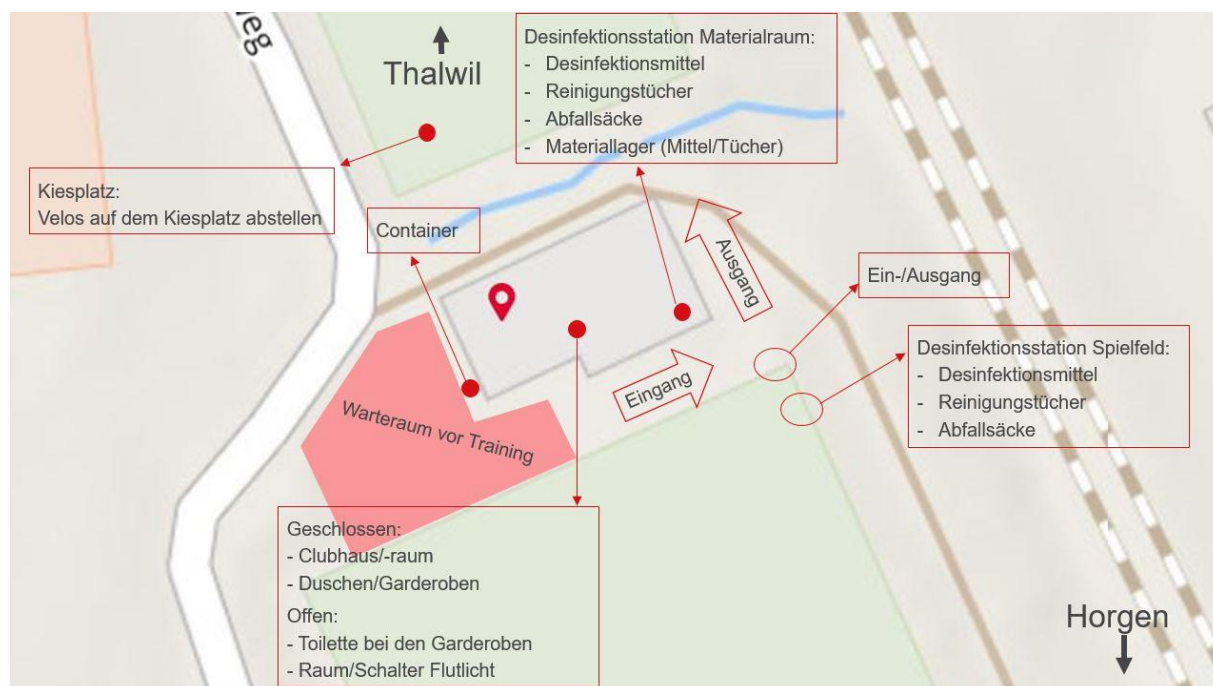 weg
Thalwil
Desinfektionsstation Materialraum:
- Desinfektionsmittel
- Reinigungstücher
- Abfallsäcke
- Materiallager (Mittel/Tücher)
Kiesplatz:
Velos auf dem Kiesplatz abstellen
Container
Ausgang
Ein-/Ausgang
Eingang
Desinfektionsstation Spielfeld:
- Desinfektionsmittel
- Reinigungstücher
- Abfallsäcke
Warteraum vor Training
Geschlossen:
- Clubhaus/-raum
- Duschen/Garderoben
Offen:
- Toilette bei den Garderoben
- Raum/Schalter Flutlicht
Horgen